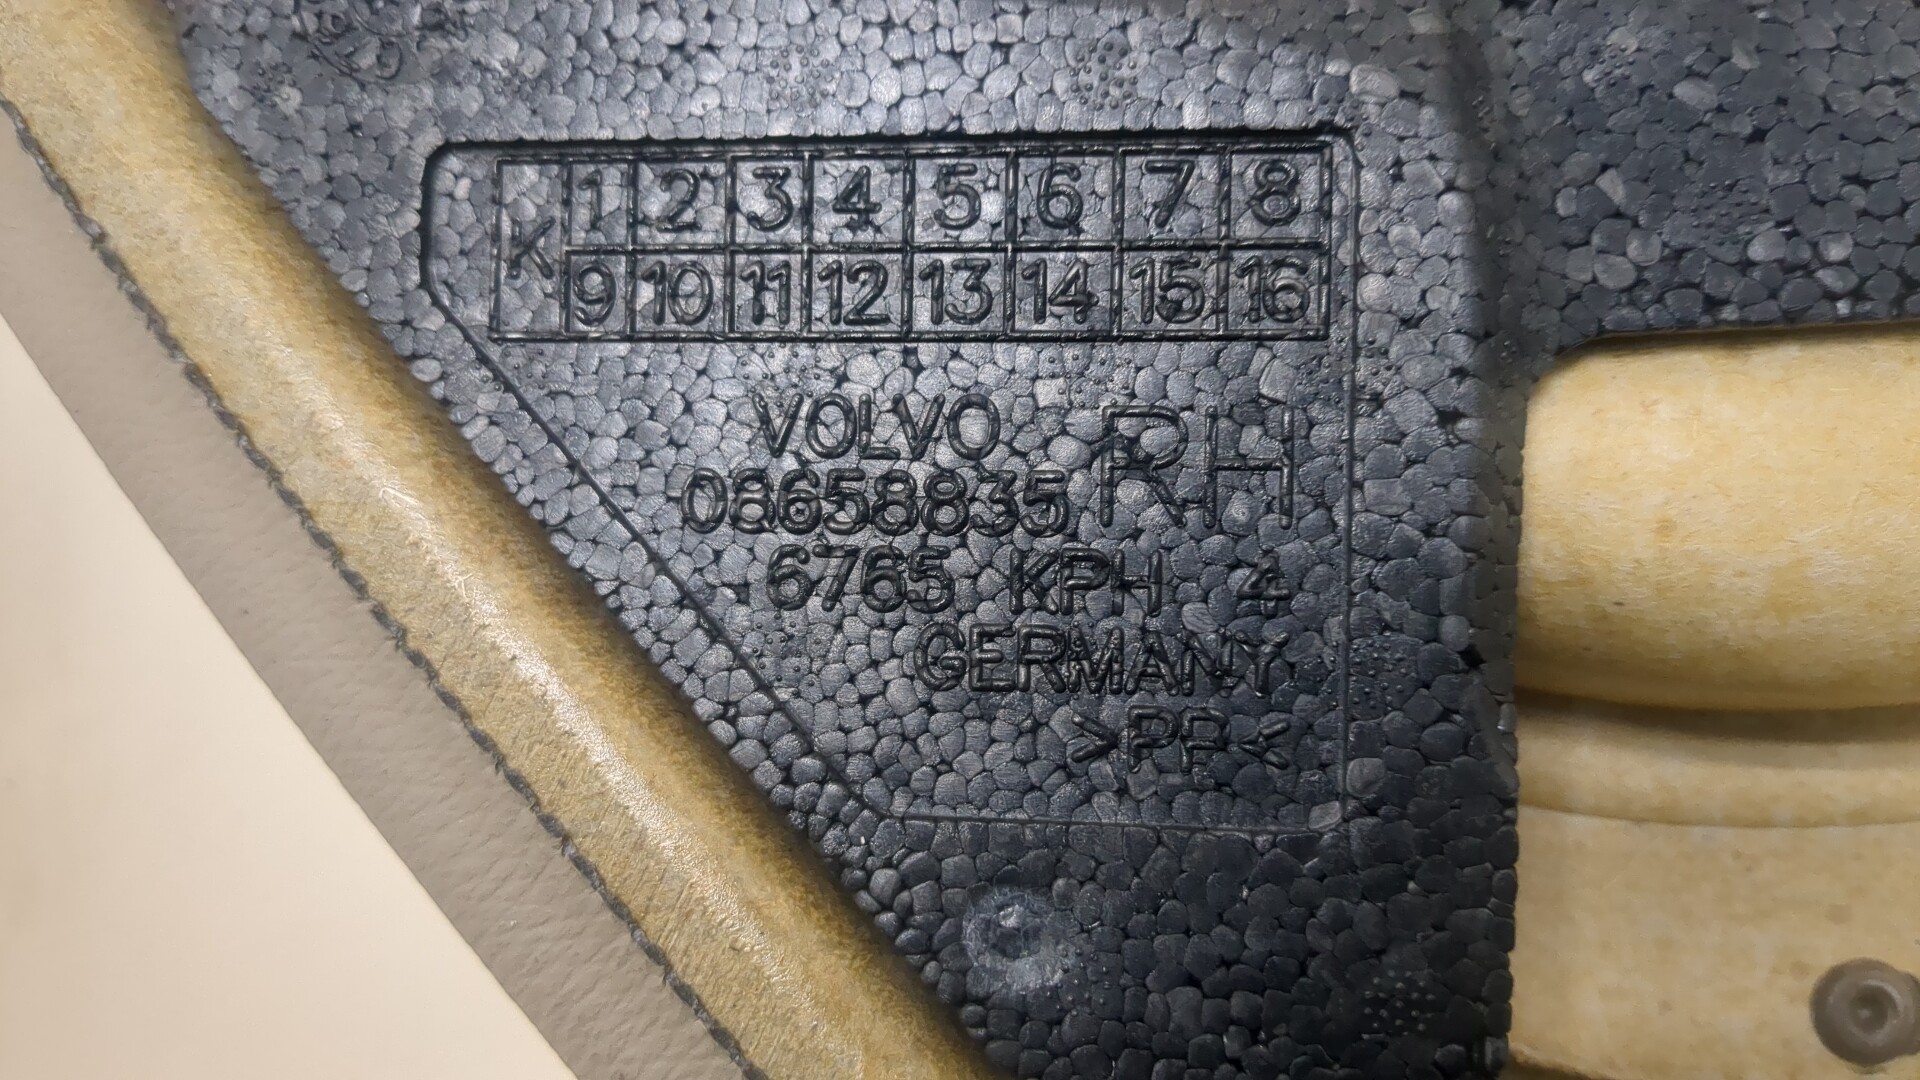 K 1 2 3 4 5 6 7 8
9 10 11 12 13 14 15 16
VOLVO RH
08658835
6765 KPH 4
GERMANY
>PP<